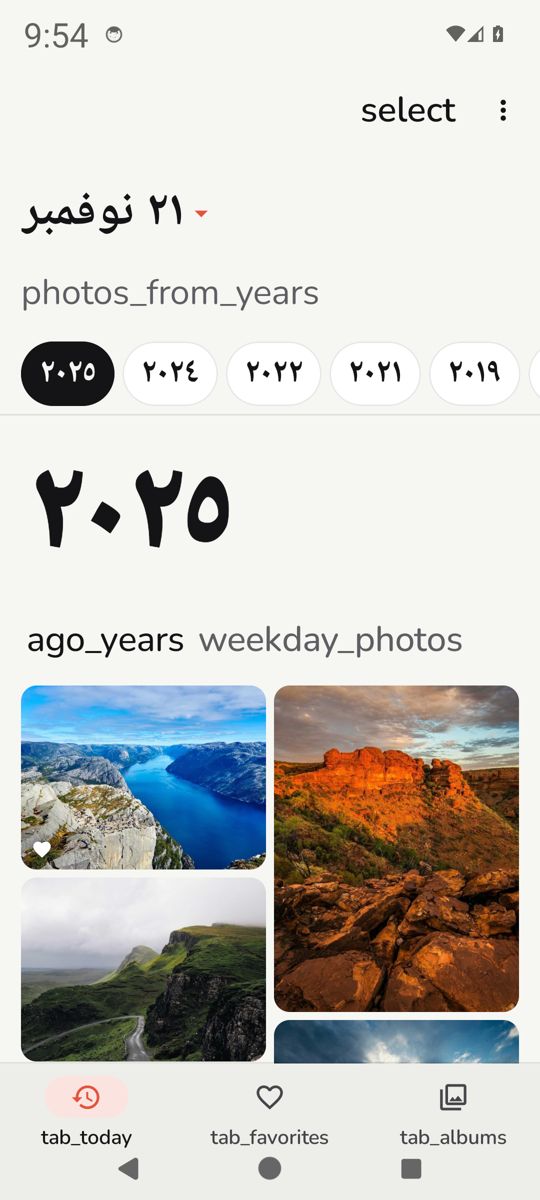 9:54
select
٢١ نوفمبر
photos_from_years
٢٠٢٥ ٢٠٢٤ ٢٠٢٢ ٢٠٢١ ٢٠١٩
٢٠٢٥
ago_years weekday_photos
tab_today tab_favorites tab_albums